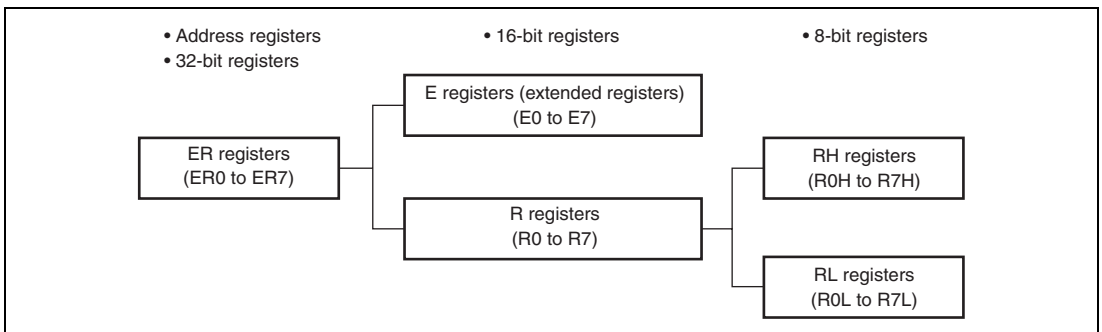 • Address registers
• 32-bit registers
• 16-bit registers
• 8-bit registers
E registers (extended registers)
(E0 to E7)
ER registers
(ER0 to ER7)
RH registers
(R0H to R7H)
R registers
(R0 to R7)
RL registers
(R0L to R7L)